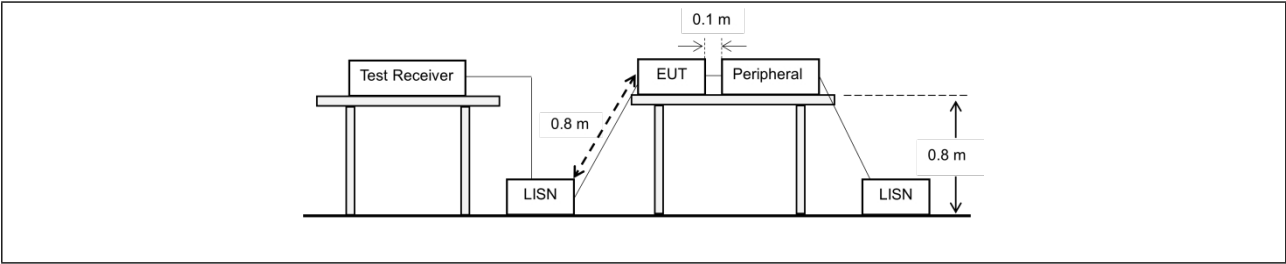 0.1 m
Test Receiver
EUT
Peripheral
0.8 m
0.8 m
LISN
LISN